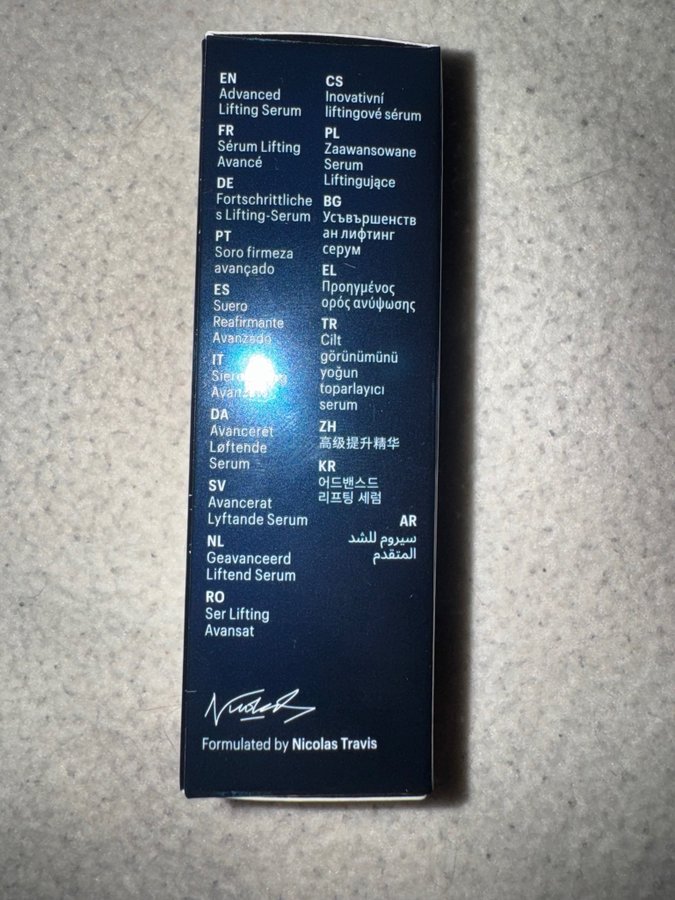 EN
Advanced
Lifting Serum
FR
Sérum Lifting
Avancé
DE
Fortschrittliche
s Lifting-Serum
PT
Soro firmeza
avançado
ES
Suero
Reafirmante
Avanzado
IT
DA
Avanceret
Løftende
Serum
SV
Avancerat
Lyftande Serum
NL
Geavanceerd
Liftend Serum
RO
Ser Lifting
Avansat
CS
Inovativní
liftingové sérum
PL
Zaawansowane
Serum
Liftingujące
BG
Усъвършенств
ан лифтинг
серум
EL
Προηγμένος
ορός ανύψωσης
TR
Cilt
görünümünü
yoğun
toparlayıcı
serum
ZH
高级提升精华
KR
어드밴스드
리프팅 세럼
AR
سيروم للشد
المتقدم
Formulated by Nicolas Travis